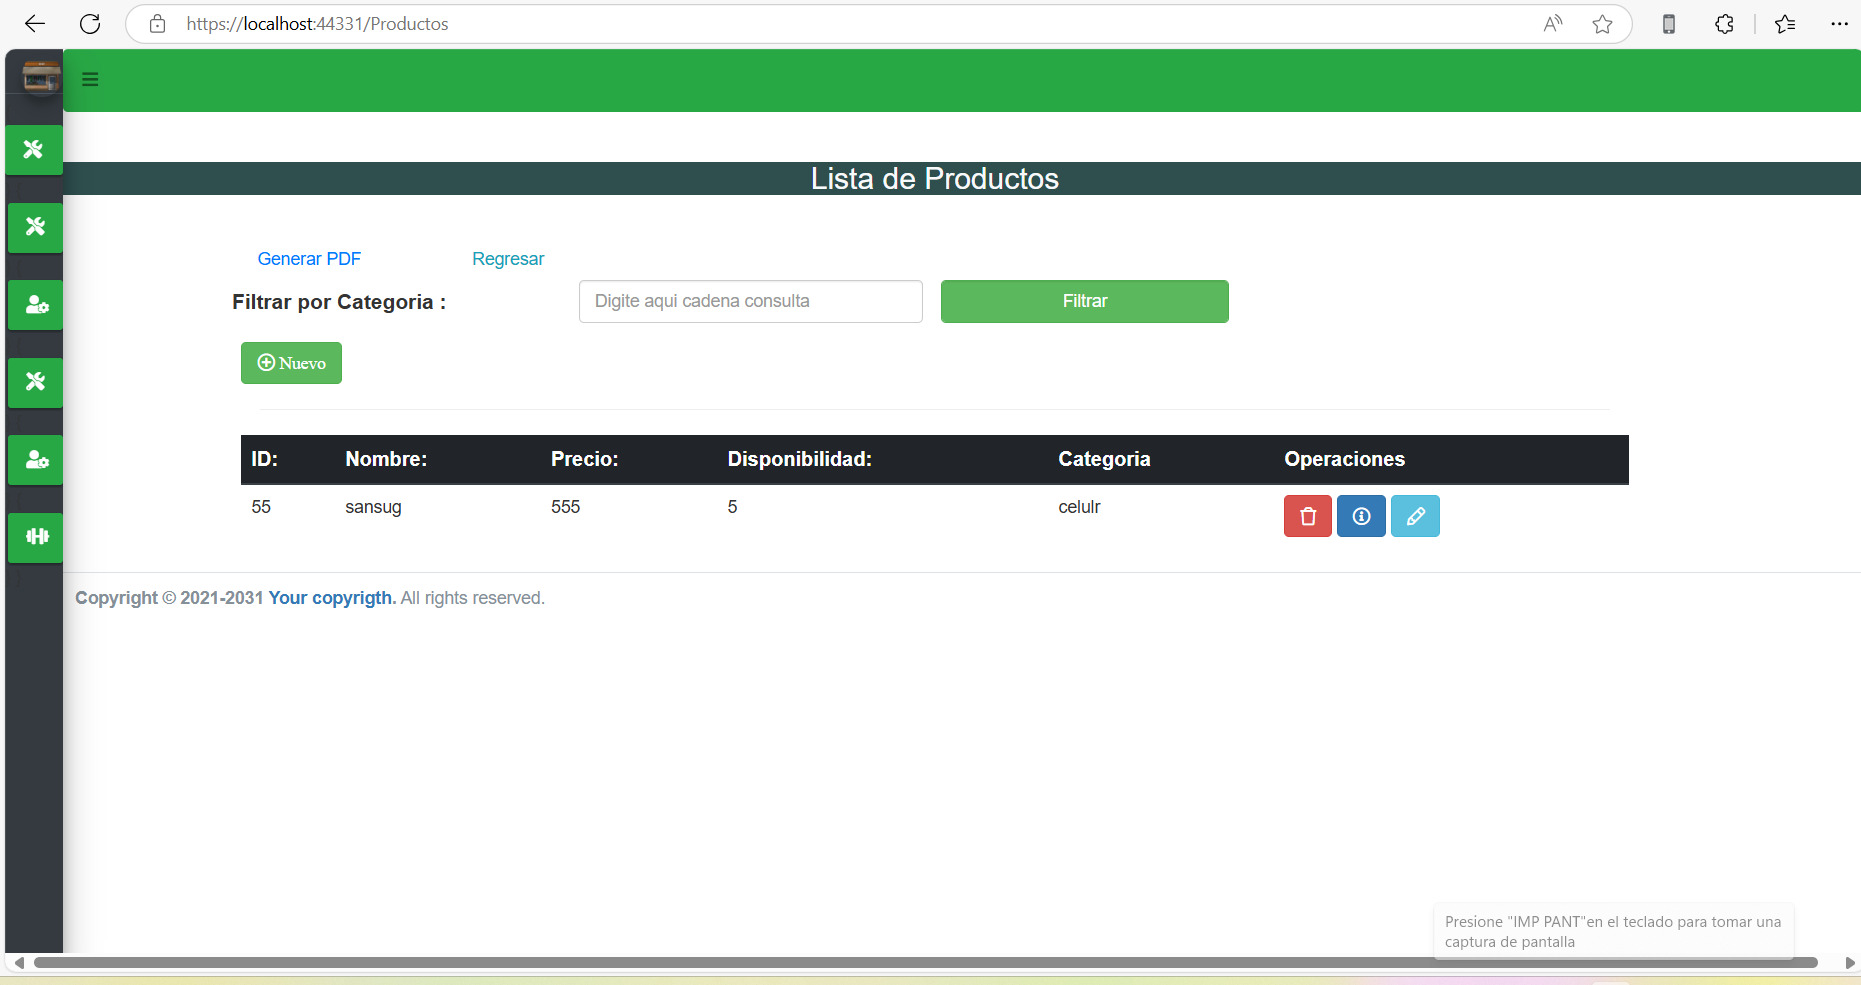 https://localhost:44331/Productos
Lista de Productos
Generar PDF Regresar
Filtrar por Categoria : Digite aqui cadena consulta Filtrar
Nuevo
ID: Nombre: Precio: Disponibilidad: Categoria Operaciones
55 sansug 555 5 celulr
Copyright © 2021-2031 Your copyrigth. All rights reserved.
Presione "IMP PANT"en el teclado para tomar una
captura de pantalla